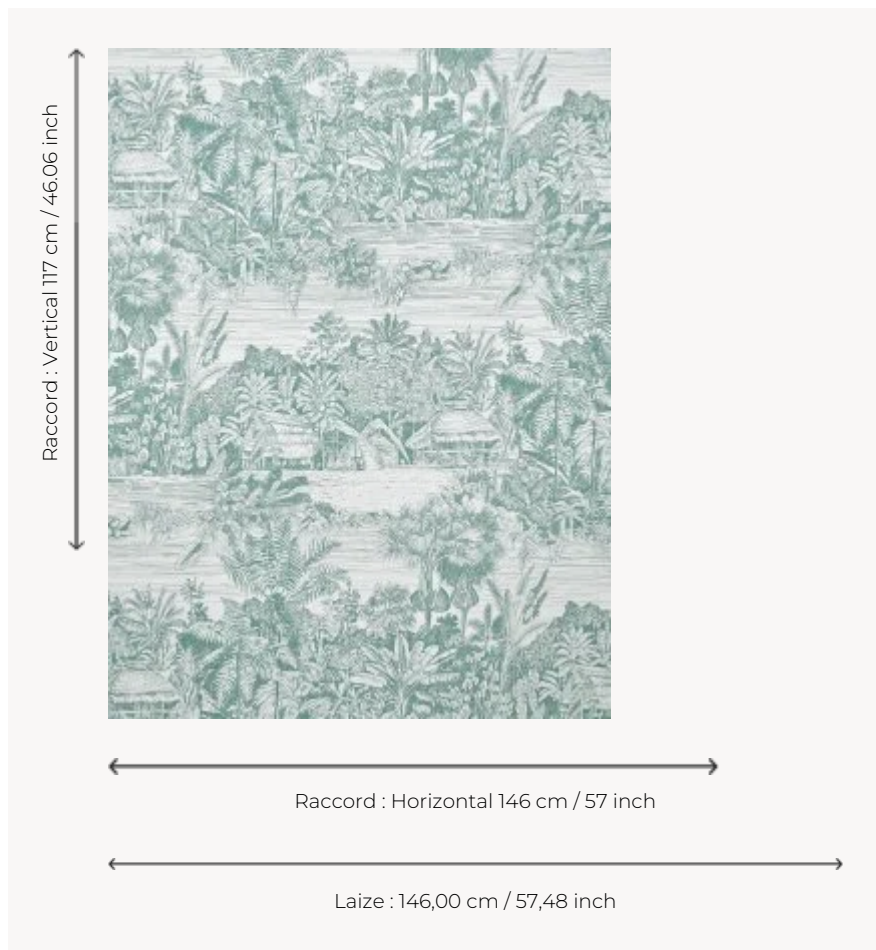 Raccord : Vertical 117 cm / 46.06 inch
Raccord : Horizontal 146 cm / 57 inch
Laize : 146,00 cm / 57,48 inch